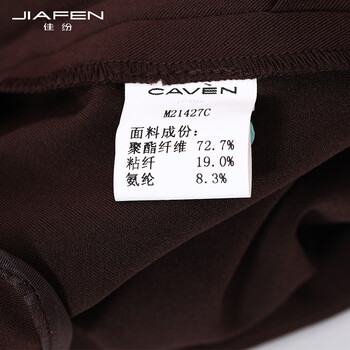 JIAFEN
佳纷
CAVÈN
M21427C
面料成份:
聚酯纤维 72.7%
粘纤 19.0%
氨纶 8.3%